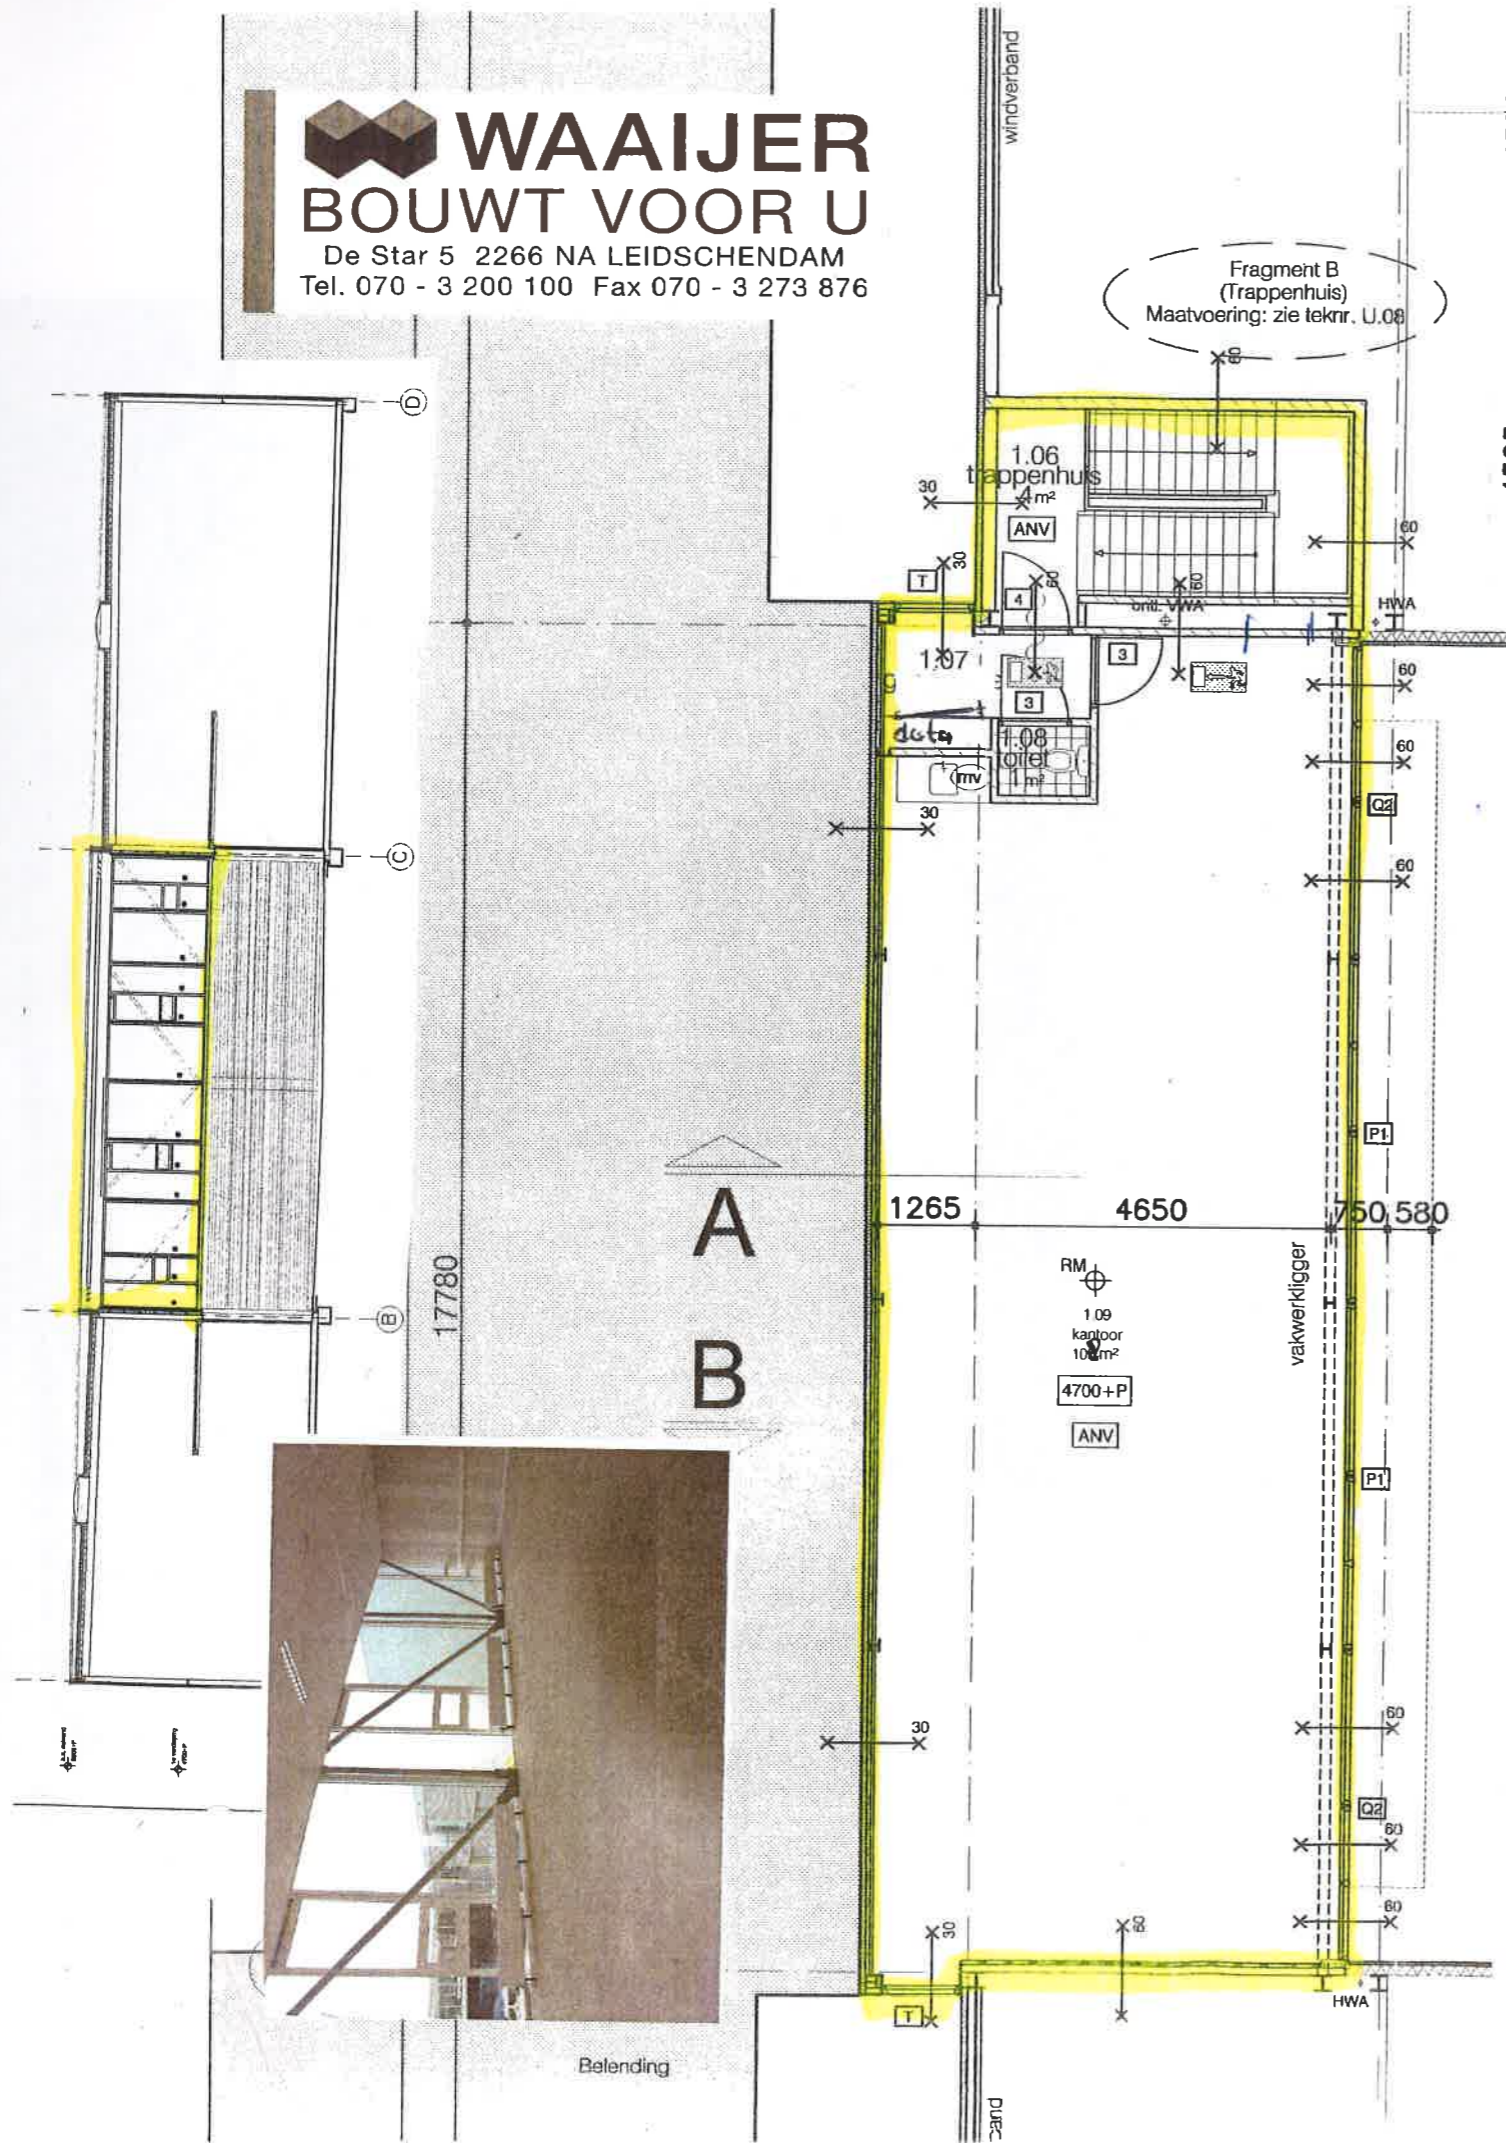 WAAIJER
BOUWT VOOR U
De Star 5 2266 NA LEIDSCHENDAM
Tel. 070 - 3 200 100 Fax 070 - 3 273 876
windverband
Fragment B
(Trappenhuis)
Maatvoering: zie teknr. U.08
60
D
1.06
trappenhuis
4 m²
ANV
30
60
T
30
4
60
60
HWA
1.07
3
3
60
data
1.08
toilet
1 m²
mv
60
Q2
30
60
C
P1
A
1265
4650
750
580
RM
1.09
kantoor
m²
4700+P
ANV
vakwerkligger
17780
B
B
P1
30
60
Q2
60
60
30
60
T
HWA
Belending